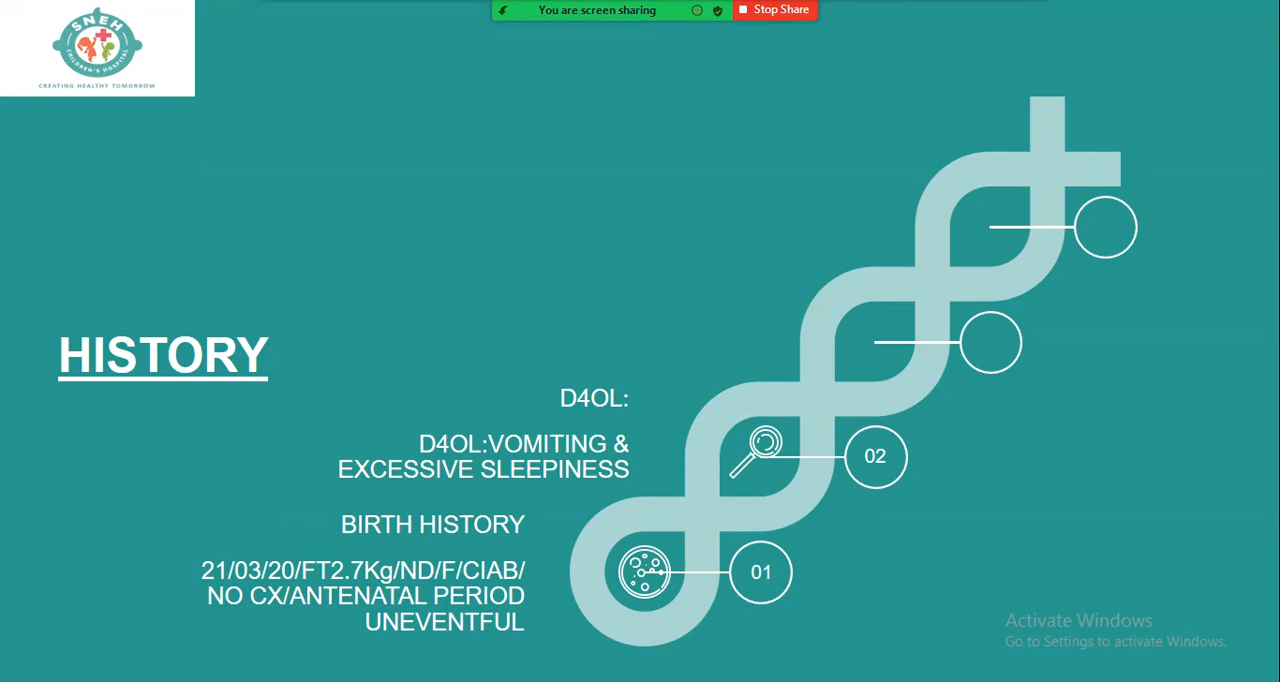 You are screen sharing
Stop Share
SNEH
CHILDREN'S HOSPITAL
CREATING HEALTHY TOMORROW
HISTORY
D4OL:
D4OL:VOMITING &
EXCESSIVE SLEEPINESS
02
BIRTH HISTORY
21/03/20/FT2.7Kg/ND/F/CIAB/
NO CX/ANTENATAL PERIOD
UNEVENTFUL
01
Activate Windows
Go to Settings to activate Windows.